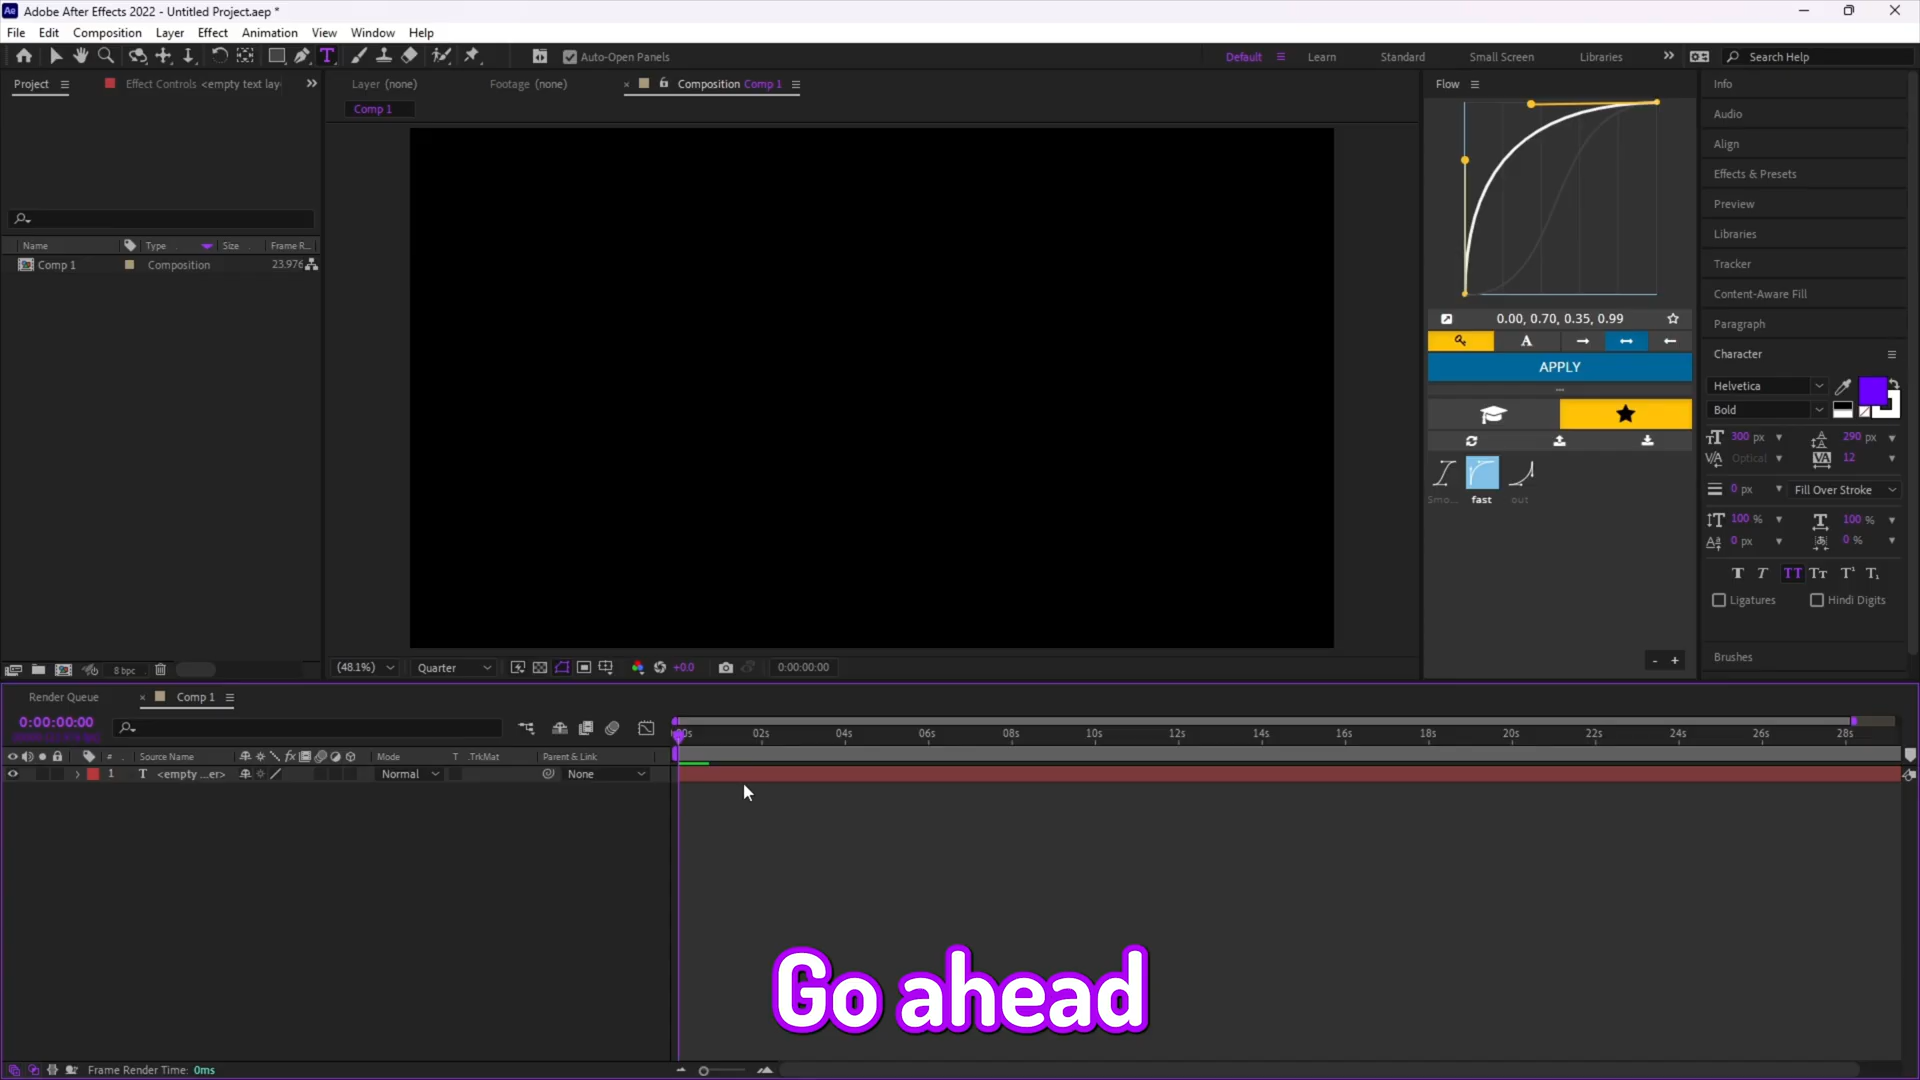 Adobe After Effects 2022 - Untitled Project.aep *
File Edit Composition Layer Effect Animation View Window Help
Auto-Open Panels
Default Learn Standard Small Screen Libraries Search Help
Project Effect Controls <empty text lay
Layer (none) Footage (none) Composition Comp 1
Comp 1
Flow
Info
Audio
Align
Effects & Presets
Preview
Libraries
Tracker
Content-Aware Fill
Paragraph
Character
Name Type Size Frame R...
Comp 1 Composition 23.976
0.00, 0.70, 0.35, 0.99
A
APPLY
Smo... fast out
Helvetica
Bold
300 px 290 px
Optical 12
0 px Fill Over Stroke
100 % 100 %
0 px 0 %
Ligatures Hindi Digits
Brushes
8 bpc
(48.1%) Quarter +0.0 0:00:00:00
- +
Render Queue Comp 1
0:00:00:00
02s 04s 06s 08s 10s 12s 14s 16s 18s 20s 22s 24s 26s 28s
# Source Name Mode T .TrkMat Parent & Link
1 T <empty ...er> Normal None
Go ahead
Frame Render Time: 0ms